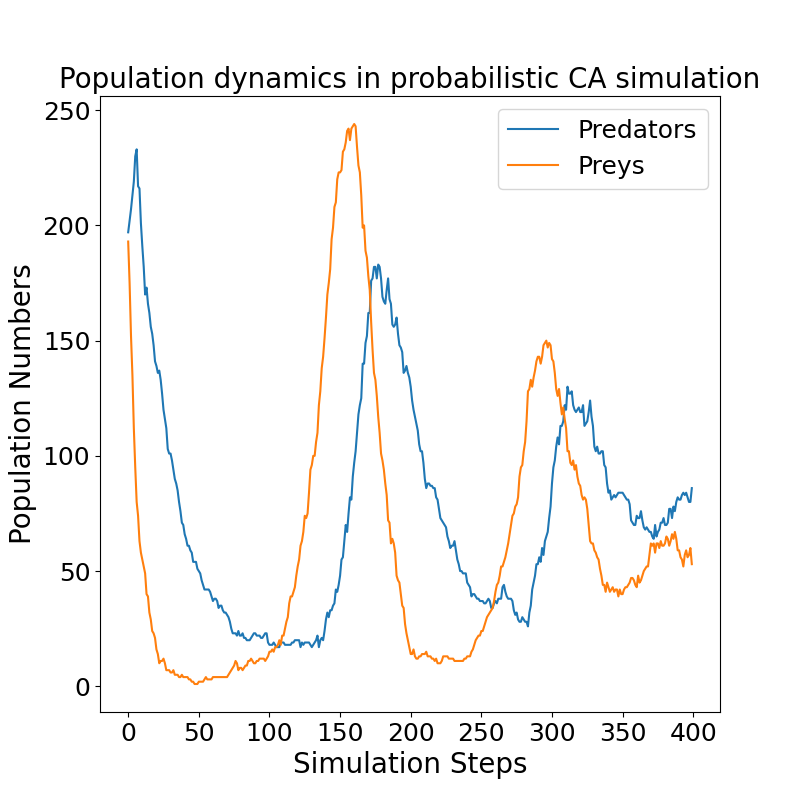 Population dynamics in probabilistic CA simulation
Predators
Preys
250
200
150
100
50
0
Population Numbers
0 50 100 150 200 250 300 350 400
Simulation Steps